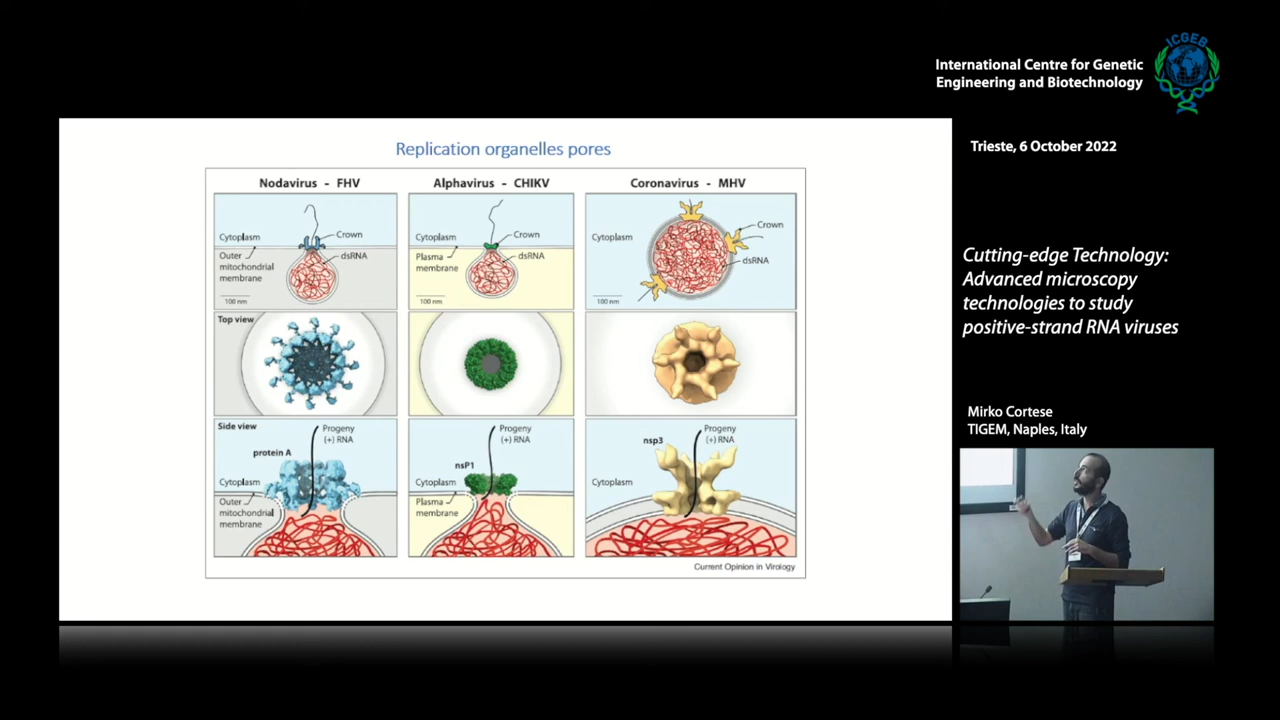 International Centre for Genetic
Engineering and Biotechnology
ICGEB
Trieste, 6 October 2022
Cutting-edge Technology:
Advanced microscopy
technologies to study
positive-strand RNA viruses
Mirko Cortese
TIGEM, Naples, Italy
Replication organelles pores
Nodavirus - FHV
Cytoplasm
Crown
Outer
mitochondrial
membrane
dsRNA
100 nm
Top view
Side view
Progeny
(+) RNA
protein A
Cytoplasm
Outer
mitochondrial
membrane
Alphavirus - CHIKV
Cytoplasm
Crown
Plasma
membrane
dsRNA
100 nm
Progeny
(+) RNA
nsP1
Cytoplasm
Plasma
membrane
Coronavirus - MHV
Crown
Cytoplasm
dsRNA
100 nm
Progeny
(+) RNA
nsp3
Cytoplasm
Current Opinion in Virology